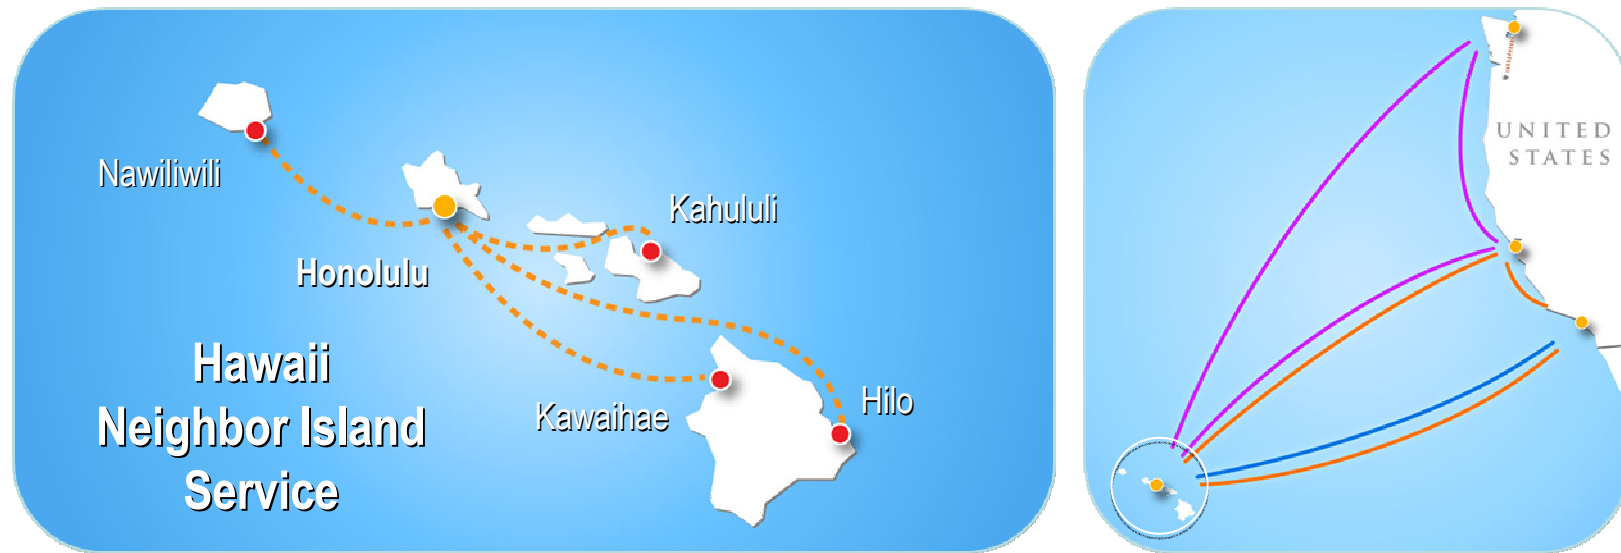 Nawiliwili
Kahululi
Honolulu
Hawaii
Neighbor Island
Service
Kawaihae
Hilo
UNITED
STATES